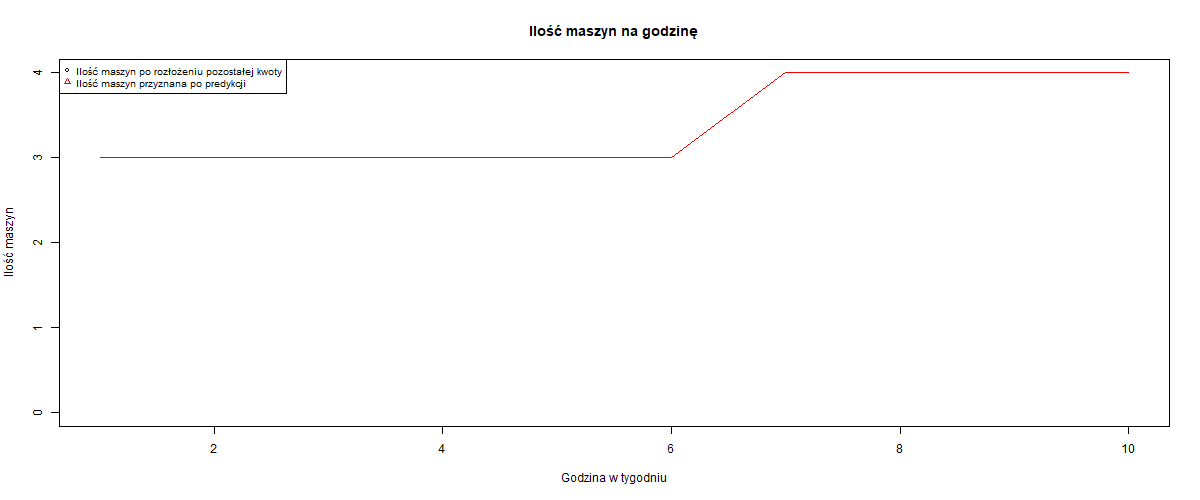 Ilość maszyn na godzinę
Ilość maszyn po rozłożeniu pozostałej kwoty
Ilość maszyn przyznana po predykcji
4
3
2
1
0
Ilość maszyn
2 4 6 8 10
Godzina w tygodniu